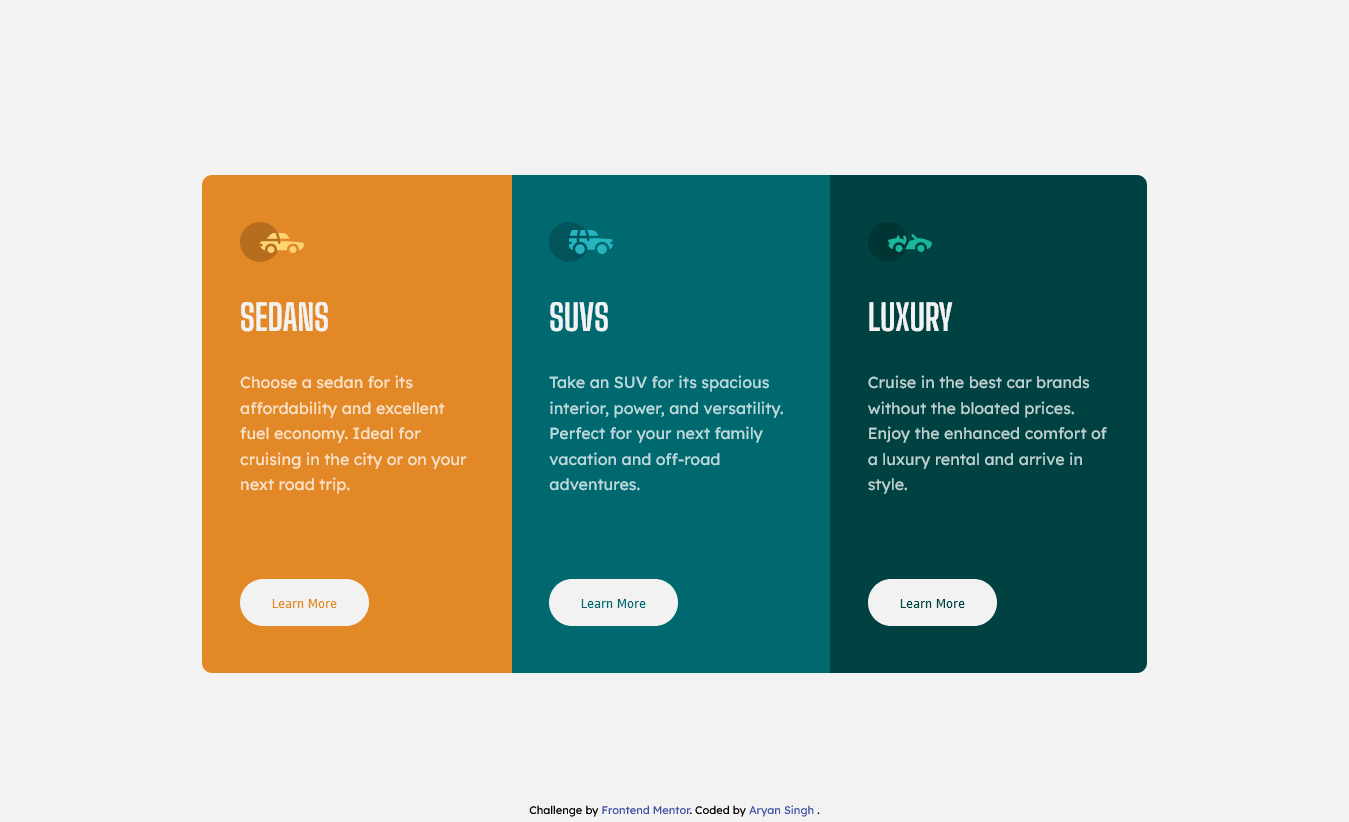 SEDANS
Choose a sedan for its
affordability and excellent
fuel economy. Ideal for
cruising in the city or on your
next road trip.
Learn More
SUVS
Take an SUV for its spacious
interior, power, and versatility.
Perfect for your next family
vacation and off-road
adventures.
Learn More
LUXURY
Cruise in the best car brands
without the bloated prices.
Enjoy the enhanced comfort of
a luxury rental and arrive in
style.
Learn More
Challenge by Frontend Mentor. Coded by Aryan Singh .